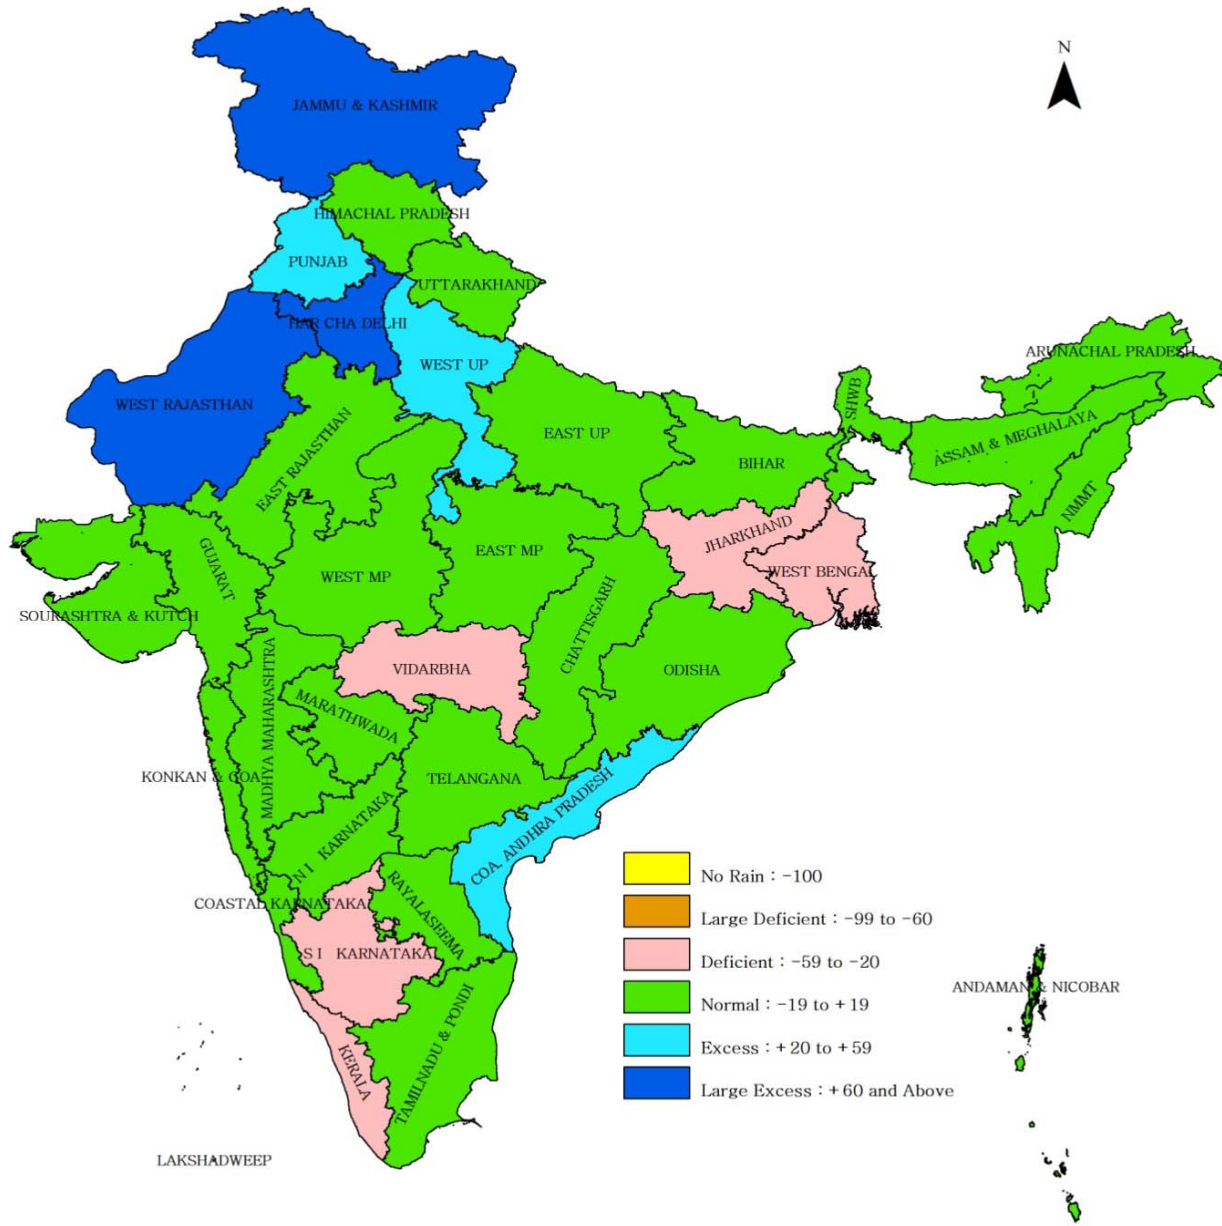 N
JAMMU & KASHMIR
HIMACHAL PRADESH
PUNJAB
UTTARAKHAND
HAR CHA DELHI
WEST UP
ARUNACHAL PRADESH
WEST RAJASTHAN
SHWB
EAST RAJASTHAN
EAST UP
ASSAM & MEGHALAYA
BIHAR
NMMT
JHARKHAND
GUJARAT
EAST MP
WEST MP
WEST BENGAL
SOURASHTRA & KUTCH
CHATTISGARH
VIDARBHA
ODISHA
MADHYA MAHARASHTRA
MARATHWADA
KONKAN & GOA
TELANGANA
COA. ANDHRA PRADESH
N I KARNATAKA
COASTAL KARNATAKA
RAYALASEEMA
S I KARNATAKA
KERALA
TAMILNADU & PONDI
LAKSHADWEEP
ANDAMAN & NICOBAR
No Rain : -100
Large Deficient : -99 to -60
Deficient : -59 to -20
Normal : -19 to +19
Excess : +20 to +59
Large Excess : +60 and Above